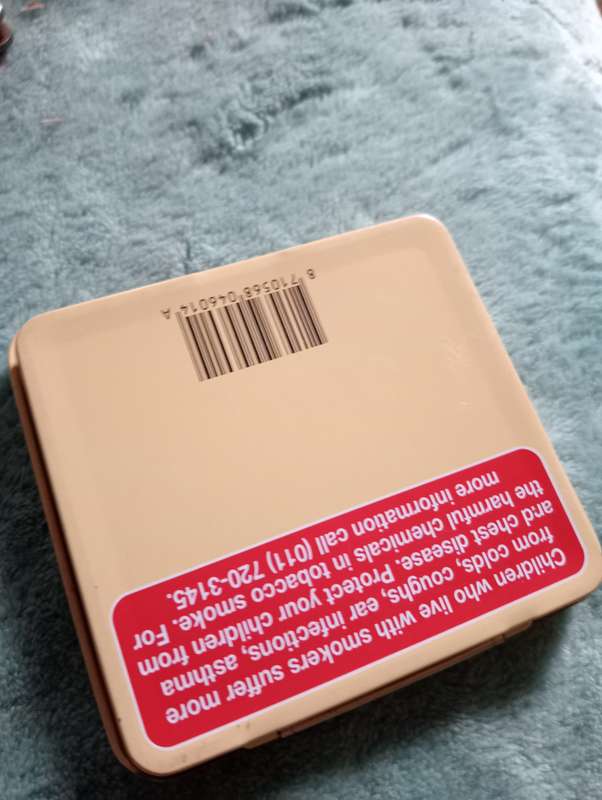 Children who live with smokers suffer more
from colds, coughs, ear infections, asthma
and chest disease. Protect your children from
the harmful chemicals in tobacco smoke. For
more information call (011) 720-3145.
8 710568 046014 A